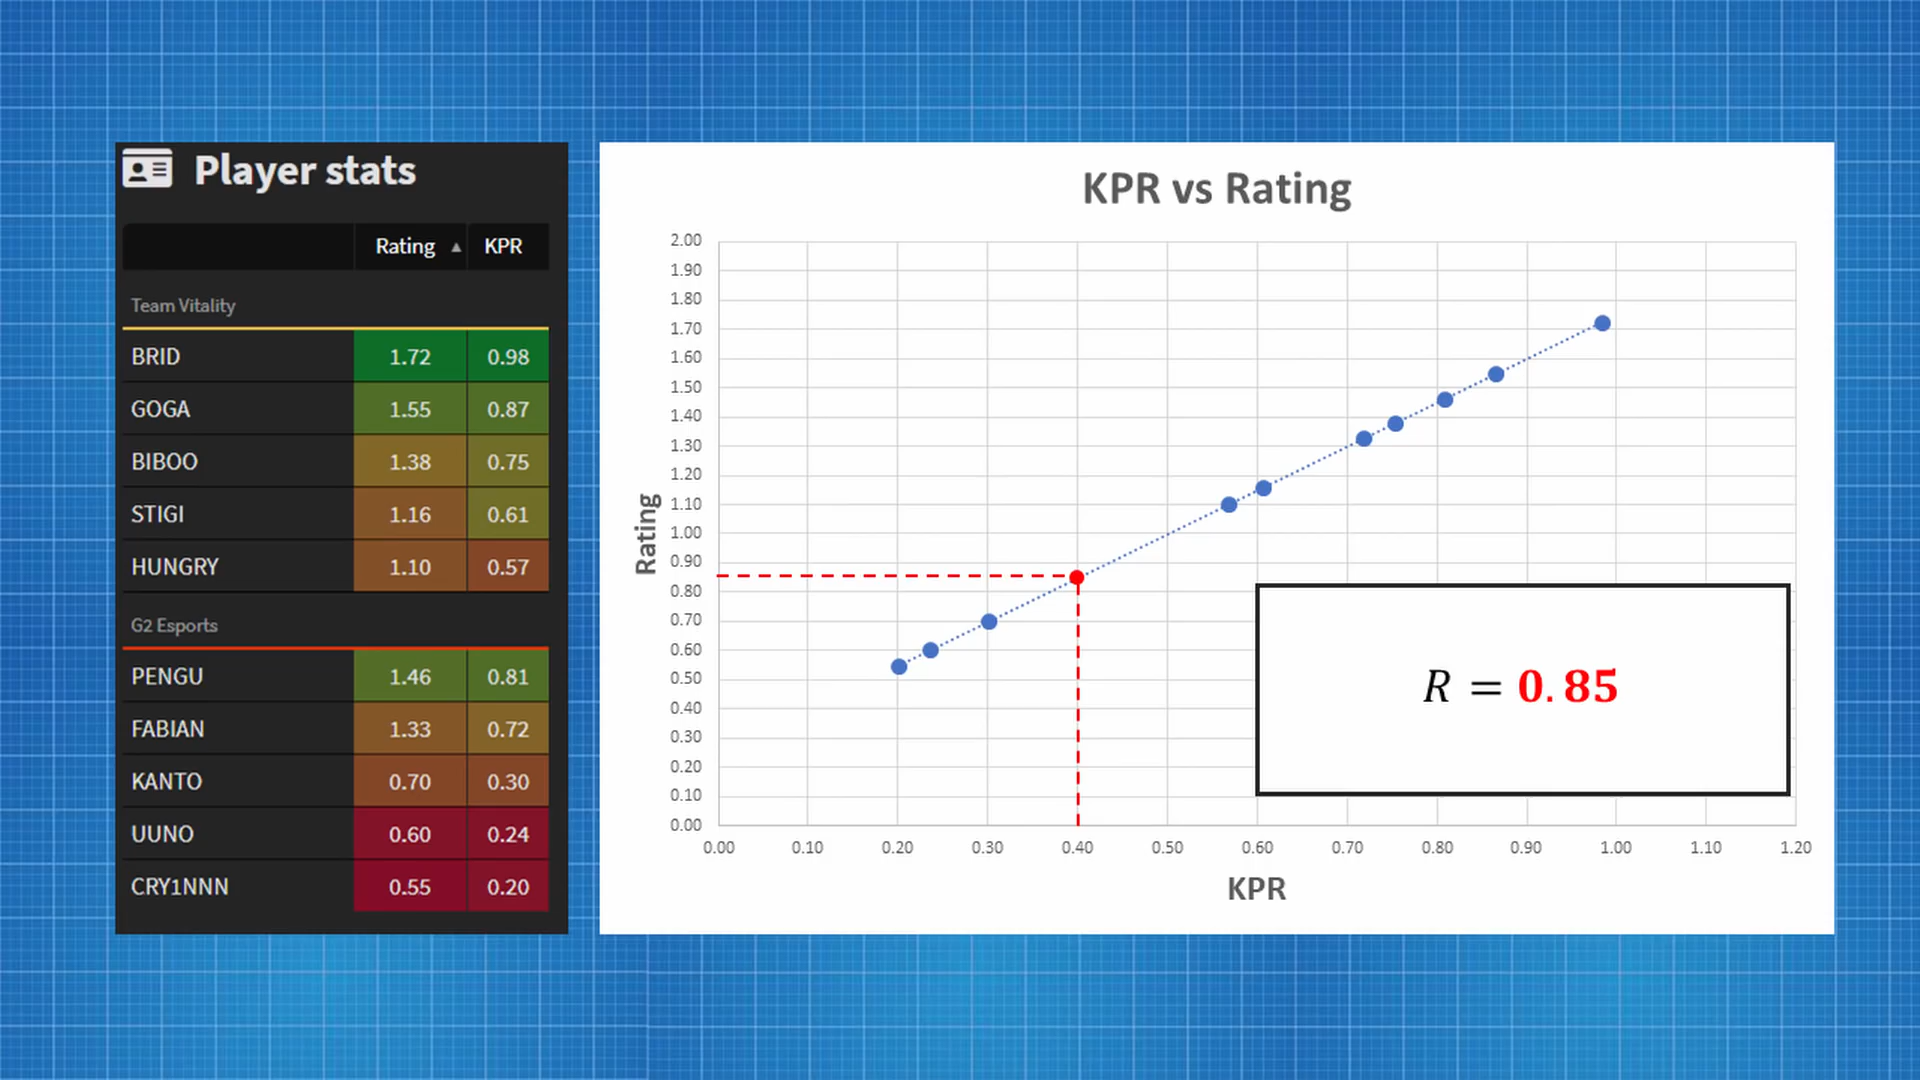 Player stats
Rating ▲ KPR
Team Vitality
BRID 1.72 0.98
GOGA 1.55 0.87
BIBOO 1.38 0.75
STIGI 1.16 0.61
HUNGRY 1.10 0.57
G2 Esports
PENGU 1.46 0.81
FABIAN 1.33 0.72
KANTO 0.70 0.30
UUNO 0.60 0.24
CRY1NNN 0.55 0.20
KPR vs Rating
2.00
1.90
1.80
1.70
1.60
1.50
1.40
1.30
1.20
1.10
1.00
0.90
0.80
0.70
0.60
0.50
0.40
0.30
0.20
0.10
0.00
Rating
0.00 0.10 0.20 0.30 0.40 0.50 0.60 0.70 0.80 0.90 1.00 1.10 1.20
KPR
R = 0.85